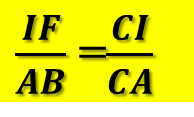 IF/AB = CI/CA